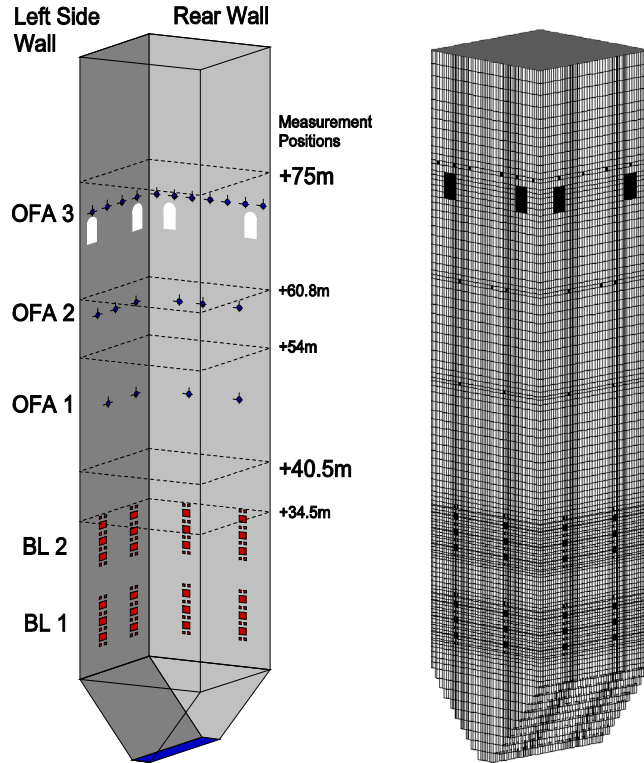 Left Side
Wall
Rear Wall
Measurement
Positions
+75m
OFA 3
+60.8m
OFA 2
+54m
OFA 1
+40.5m
+34.5m
BL 2
BL 1